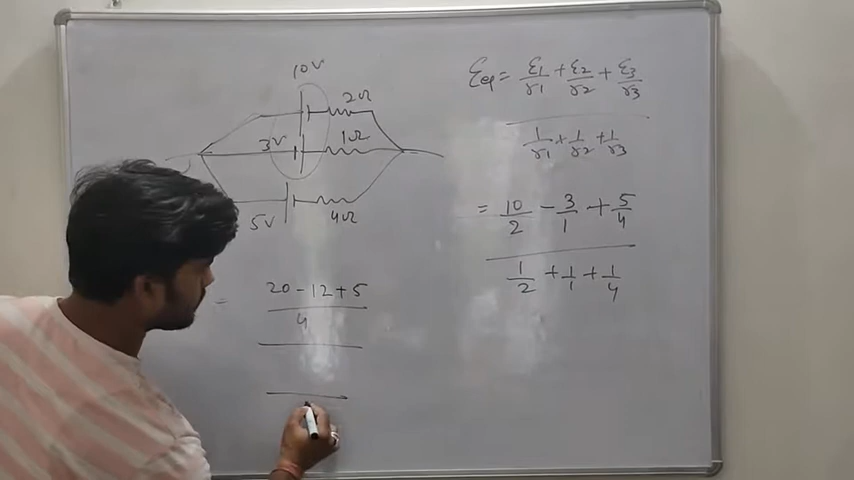 10V
2Ω
3V 1Ω
5V 4Ω
εeq = ε1/r1 + ε2/r2 + ε3/r3
1/r1 + 1/r2 + 1/r3
= 10/2 - 3/1 + 5/4
1/2 + 1/1 + 1/4
= 20 - 12 + 5
4